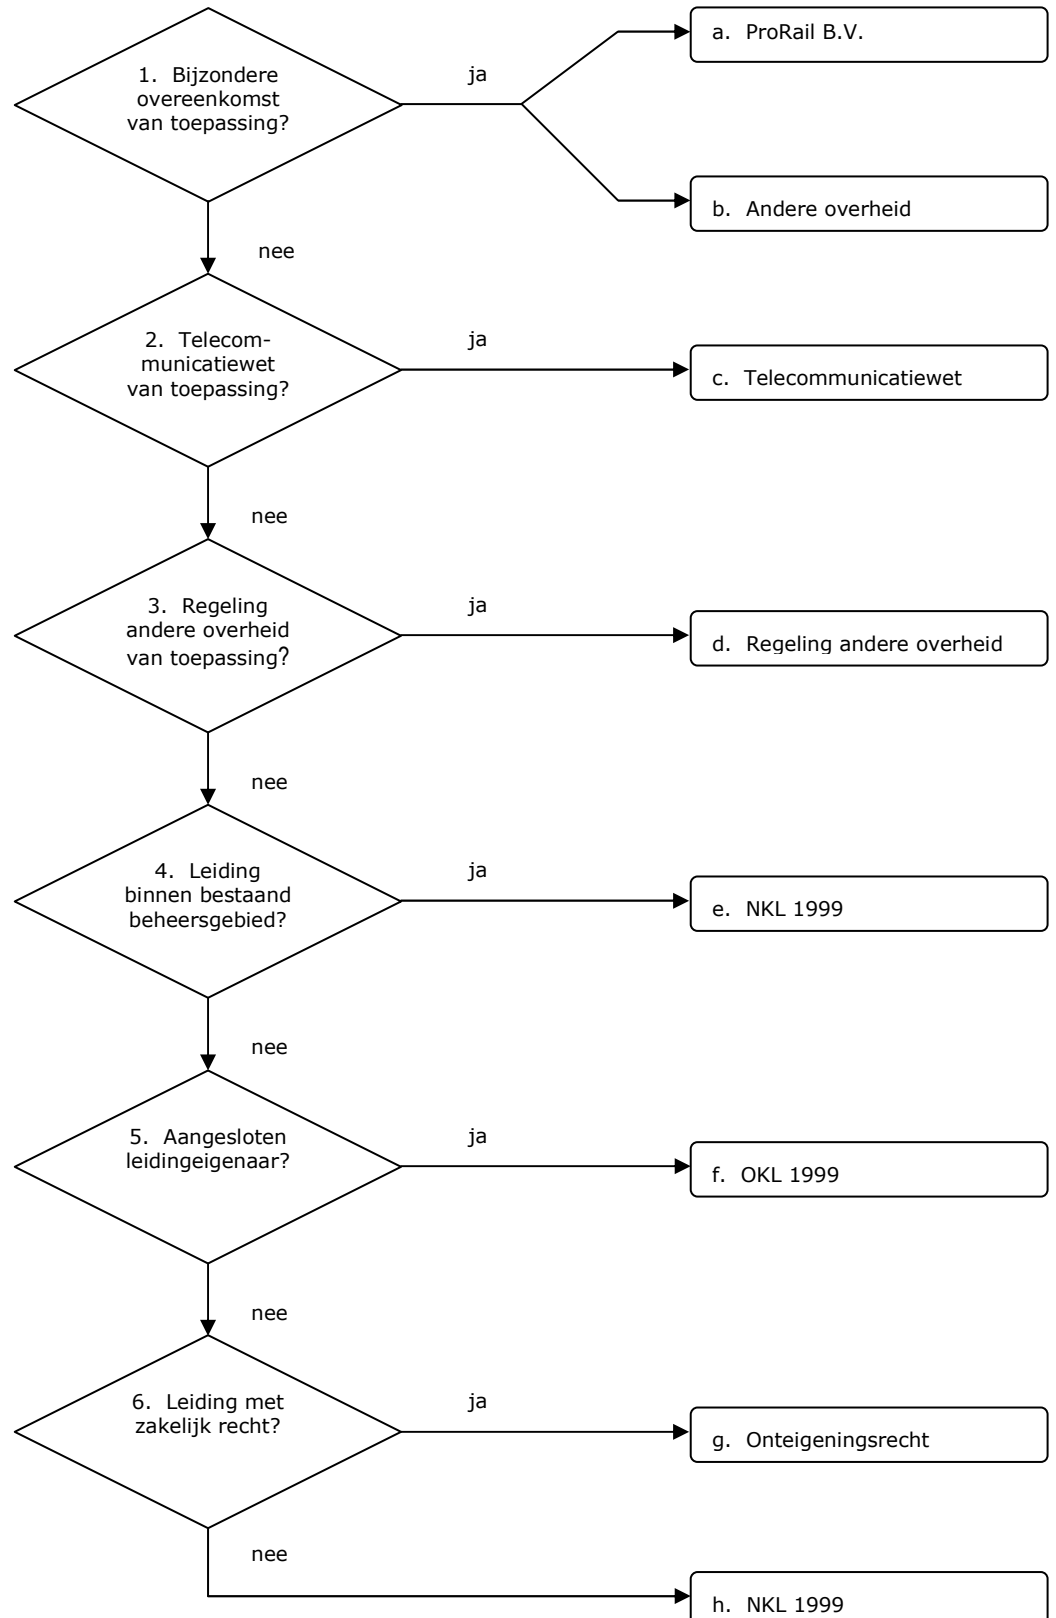 a. ProRail B.V.
1. Bijzondere
overeenkomst
van toepassing?
ja
b. Andere overheid
nee
2. Telecom-
municatiewet
van toepassing?
ja
c. Telecommunicatiewet
nee
3. Regeling
andere overheid
van toepassing?
ja
d. Regeling andere overheid
nee
4. Leiding
binnen bestaand
beheersgebied?
ja
e. NKL 1999
nee
5. Aangesloten
leidingeigenaar?
ja
f. OKL 1999
nee
6. Leiding met
zakelijk recht?
ja
g. Onteigeningsrecht
nee
h. NKL 1999